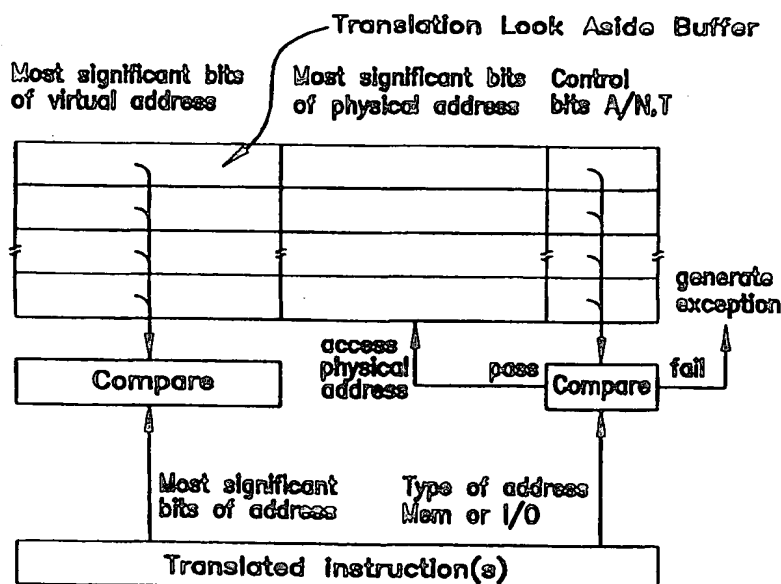 Translation Look Aside Buffer
Most significant bits
of virtual address
Most significant bits
of physical address
Control
bits A/N,T
generate
exception
access
physical
address
pass
fail
Compare
Compare
Most significant
bits of address
Type of address
Mem or I/O
Translated instruction(s)